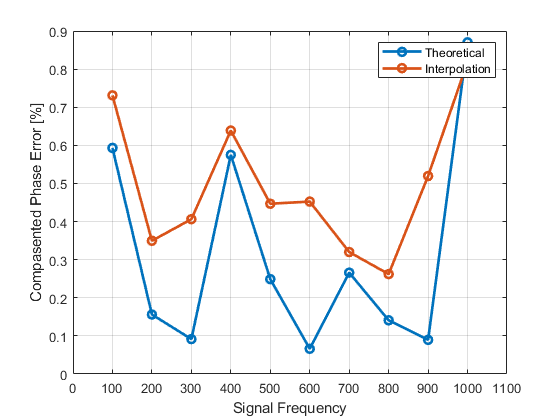 0.9
0.8
0.7
0.6
0.5
0.4
0.3
0.2
0.1
0
Compasented Phase Error [%]
Theoretical
Interpolation
0 100 200 300 400 500 600 700 800 900 1000 1100
Signal Frequency